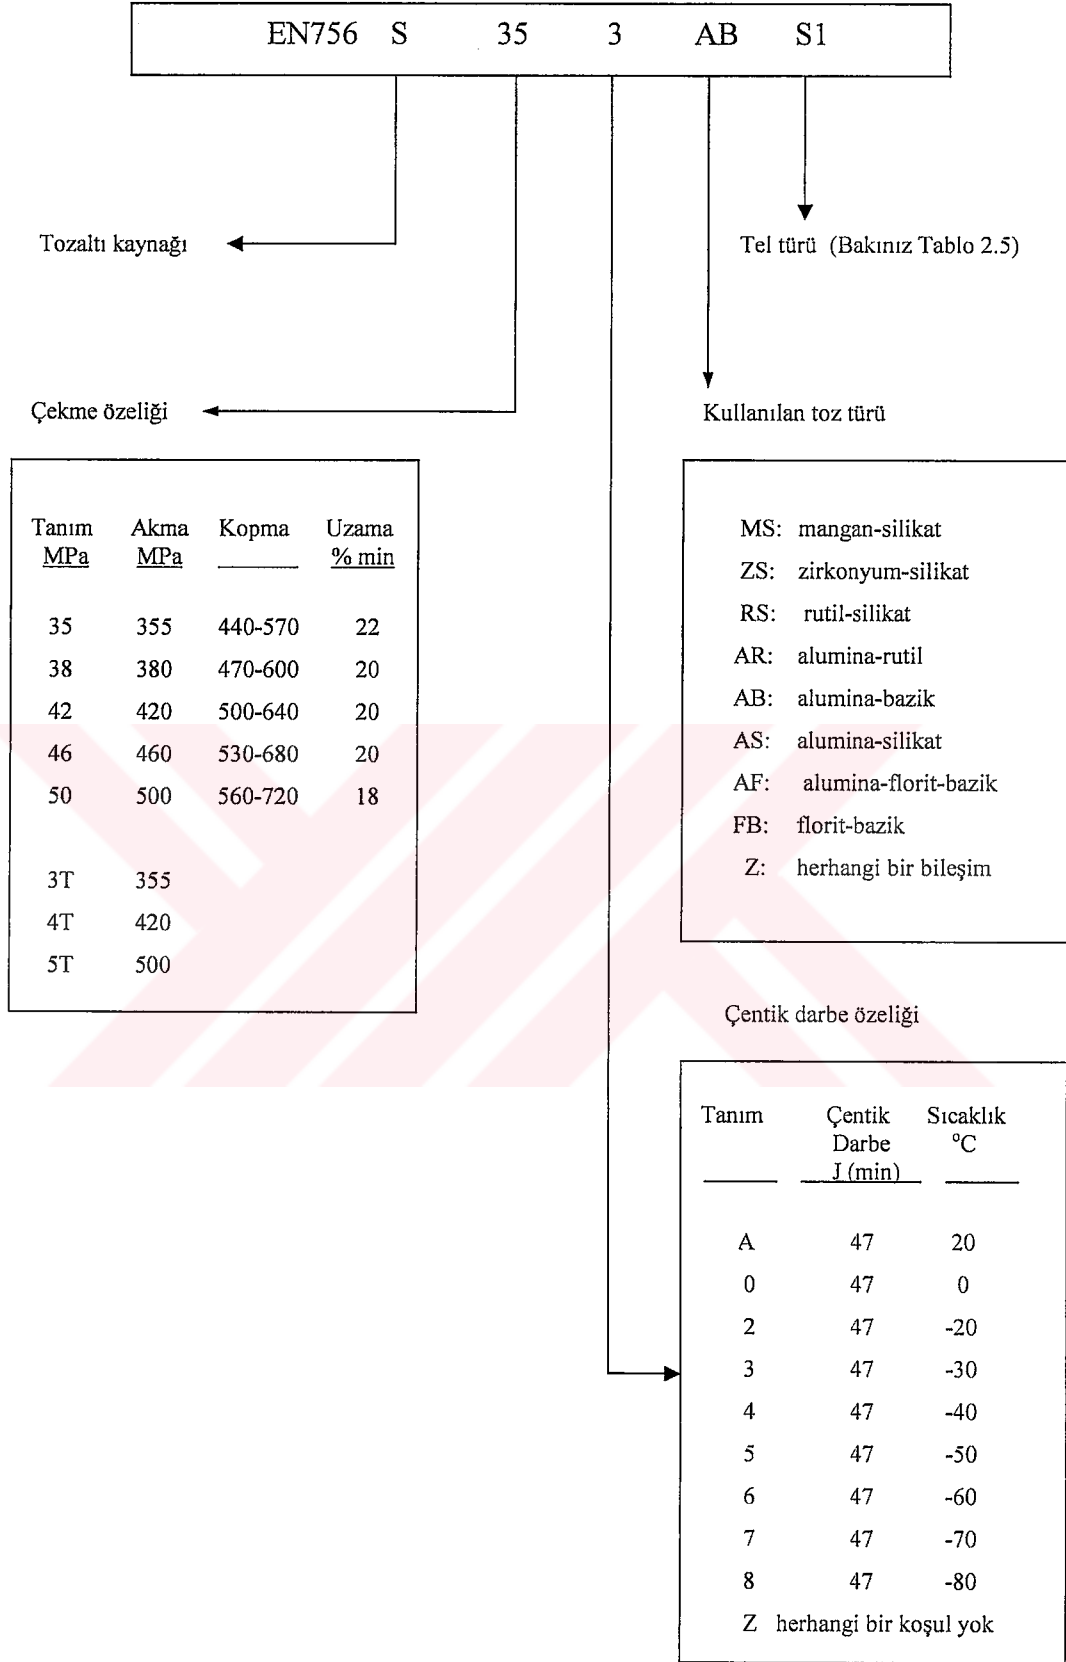 EN756 S 35 3 AB S1
Tozaltı kaynağı
Tel türü (Bakınız Tablo 2.5)
Çekme özeliği
Kullanılan toz türü
Tanım Akma Kopma Uzama
MPa MPa % min
35 355 440-570 22
38 380 470-600 20
42 420 500-640 20
46 460 530-680 20
50 500 560-720 18
3T 355
4T 420
5T 500
MS: mangan-silikat
ZS: zirkonyum-silikat
RS: rutil-silikat
AR: alumina-rutil
AB: alumina-bazik
AS: alumina-silikat
AF: alumina-florit-bazik
FB: florit-bazik
Z: herhangi bir bileşim
Çentik darbe özeliği
Tanım Çentik Sıcaklık
Darbe °C
J (min)
A 47 20
0 47 0
2 47 -20
3 47 -30
4 47 -40
5 47 -50
6 47 -60
7 47 -70
8 47 -80
Z herhangi bir koşul yok